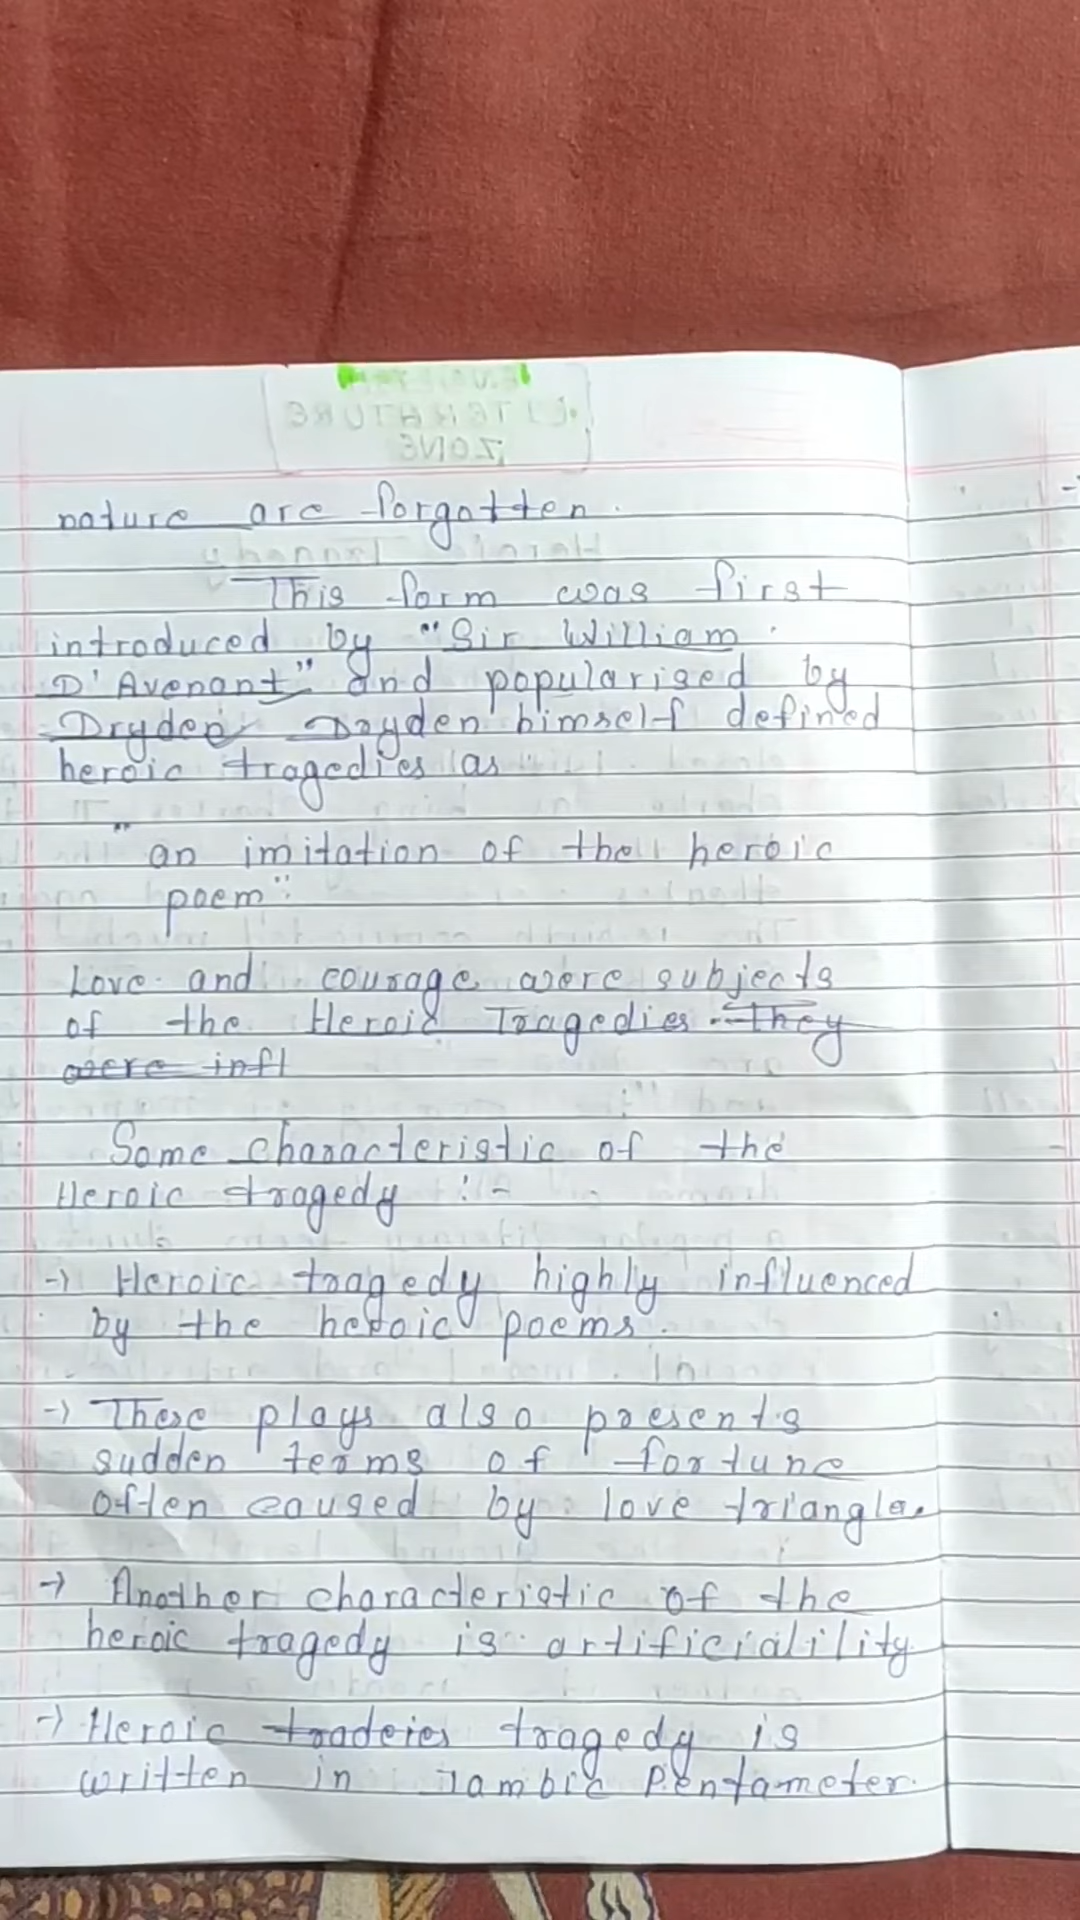 nature are forgotten.
This form was first
introduced by "Sir William
D'Avenant" and popularised by
Dryden Dryden himself defined
heroic tragedies as
"an imitation of the heroic
poem".
Love and courage were subjects
of the Heroic Tragedies. They
were infl
Some characteristic of the
Heroic tragedy :-
→ Heroic tragedy highly influenced
by the heroic poems.
→ These plays also presents
sudden terms of fortune
often caused by love triangle.
→ Another characteristic of the
heroic tragedy is artificialility
→ Heroic tradeies tragedy is
written in Iambic Pentameter.